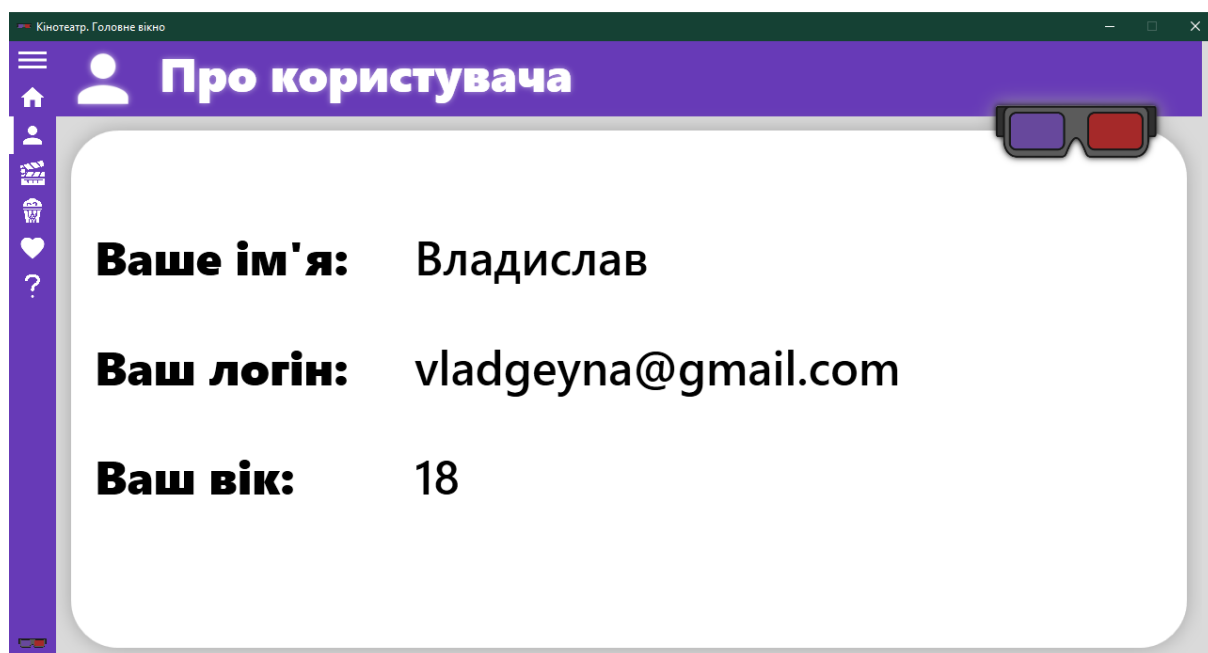 Кінотеатр. Головне вікно
Про користувача
Ваше ім'я: Владислав
Ваш логін: vladgeyna@gmail.com
Ваш вік: 18